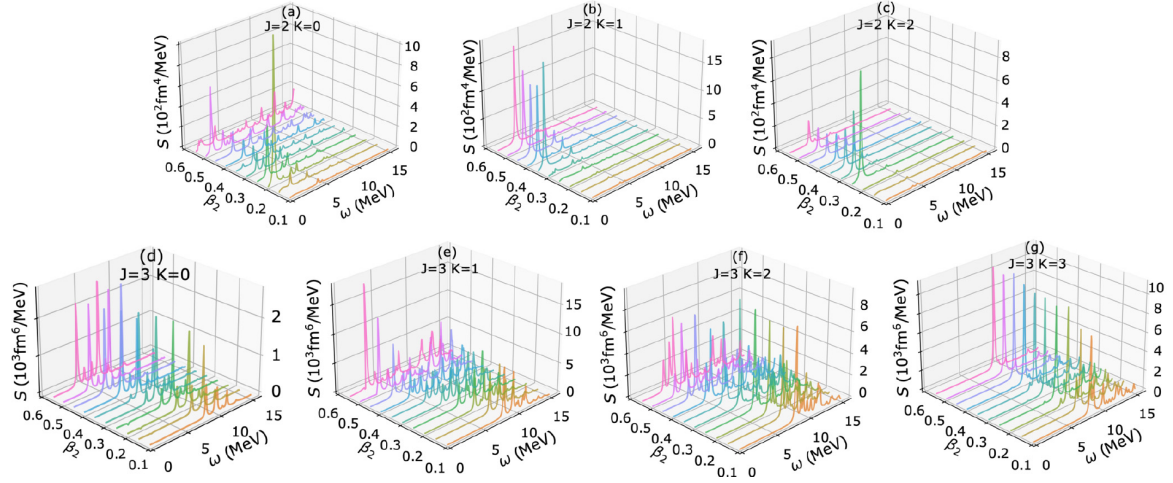 (a)
J=2 K=0
S (10²fm⁴/MeV)
10
8
6
4
2
0
0.6
0.5
0.4
0.3
0.2
0.1
β₂
0
5
10
15
ω (MeV)
(b)
J=2 K=1
S (10²fm⁴/MeV)
15
10
5
0
0.6
0.5
0.4
0.3
0.2
0.1
β₂
0
5
10
15
ω (MeV)
(c)
J=2 K=2
S (10²fm⁴/MeV)
8
6
4
2
0
0.6
0.5
0.4
0.3
0.2
0.1
β₂
0
5
10
15
ω (MeV)
(d)
J=3 K=0
S (10³fm⁶/MeV)
2
1
0
0.6
0.5
0.4
0.3
0.2
0.1
β₂
0
5
10
15
ω (MeV)
(e)
J=3 K=1
S (10³fm⁶/MeV)
15
10
5
0
0.6
0.5
0.4
0.3
0.2
0.1
β₂
0
5
10
15
ω (MeV)
(f)
J=3 K=2
S (10³fm⁶/MeV)
8
6
4
2
0
0.6
0.5
0.4
0.3
0.2
0.1
β₂
0
5
10
15
ω (MeV)
(g)
J=3 K=3
S (10³fm⁶/MeV)
10
8
6
4
2
0
0.6
0.5
0.4
0.3
0.2
0.1
β₂
0
5
10
15
ω (MeV)